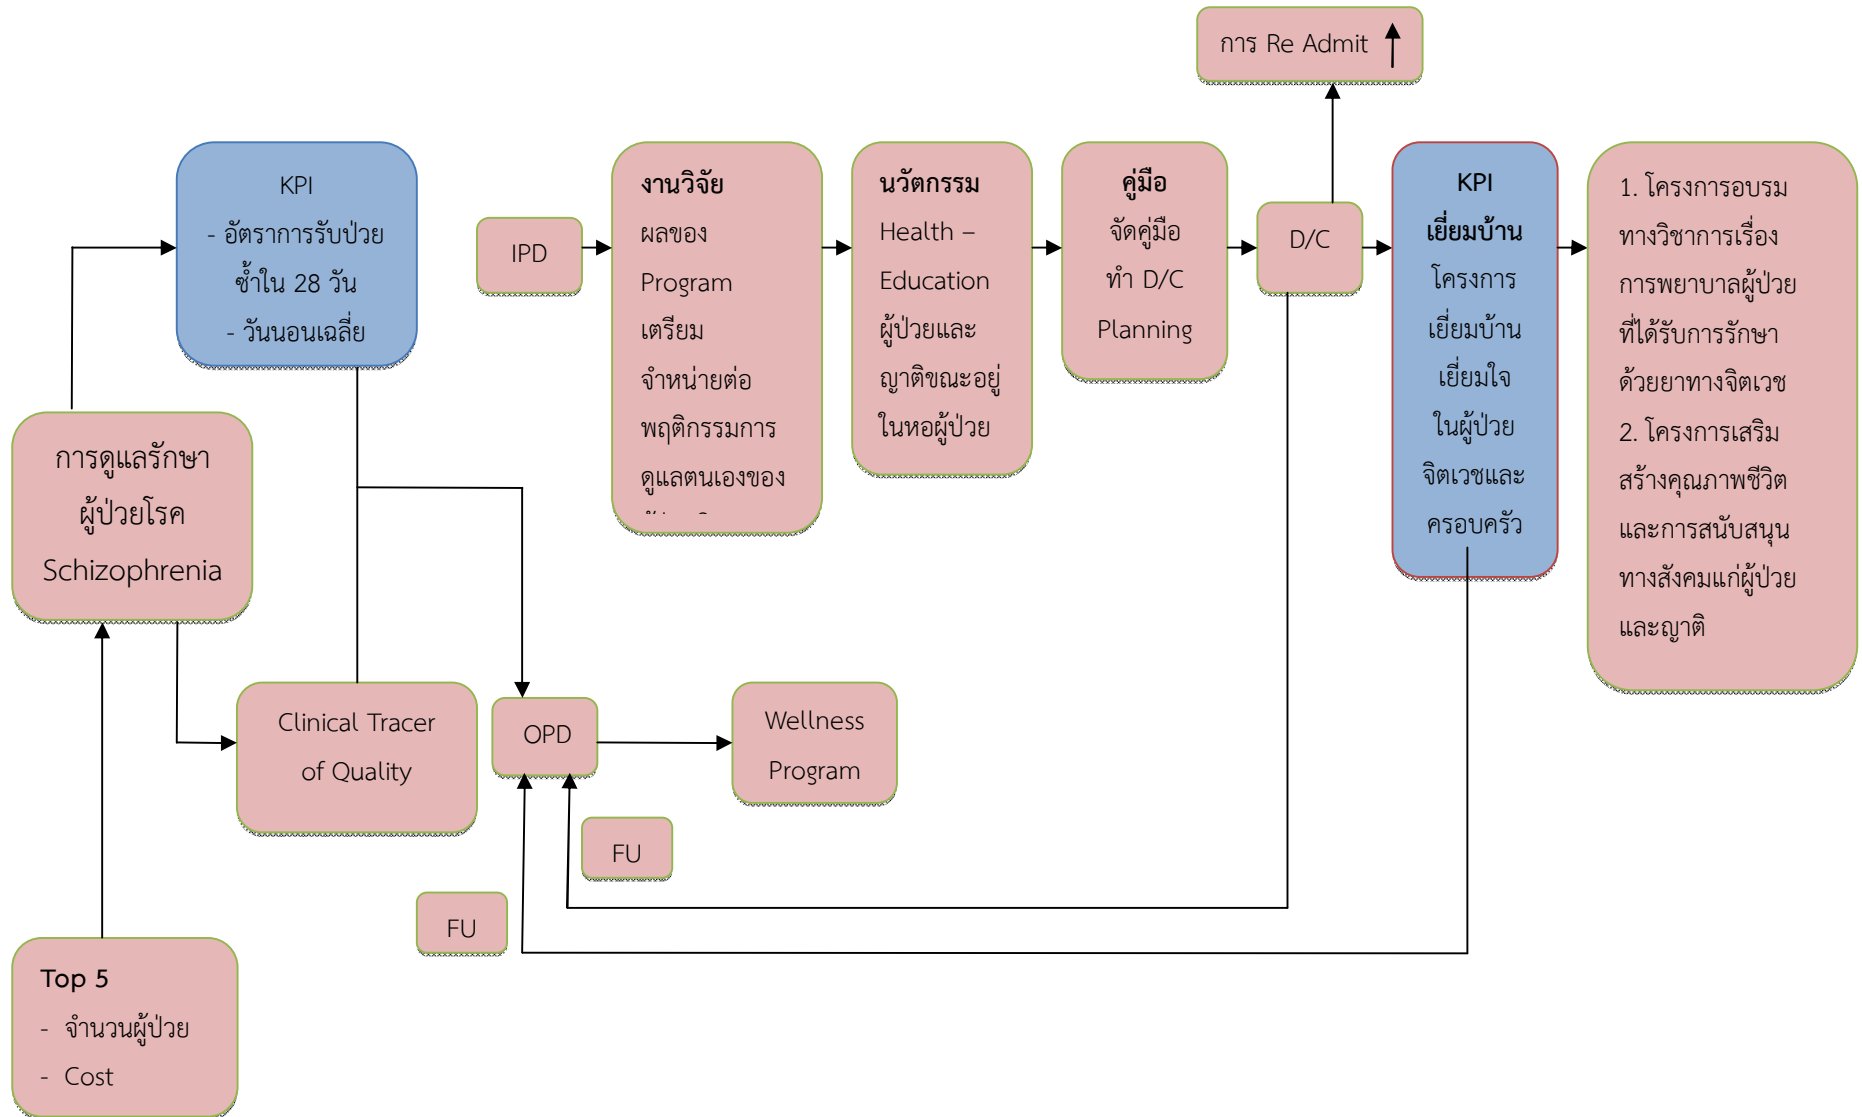 การ Re Admit
KPI
- อัตราการรับป่วย
ซ้ำใน 28 วัน
- วันนอนเฉลี่ย
IPD
งานวิจัย
ผลของ
Program
เตรียม
จำหน่ายต่อ
พฤติกรรมการ
ดูแลตนเองของ
นวัตกรรม
Health –
Education
ผู้ป่วยและ
ญาติขณะอยู่
ในหอผู้ป่วย
คู่มือ
จัดคู่มือ
ทำ D/C
Planning
D/C
KPI
เยี่ยมบ้าน
โครงการ
เยี่ยมบ้าน
เยี่ยมใจ
ในผู้ป่วย
จิตเวชและ
ครอบครัว
1. โครงการอบรม
ทางวิชาการเรื่อง
การพยาบาลผู้ป่วย
ที่ได้รับการรักษา
ด้วยยาทางจิตเวช
2. โครงการเสริม
สร้างคุณภาพชีวิต
และการสนับสนุน
ทางสังคมแก่ผู้ป่วย
และญาติ
การดูแลรักษา
ผู้ป่วยโรค
Schizophrenia
Clinical Tracer
of Quality
OPD
Wellness
Program
FU
FU
Top 5
- จำนวนผู้ป่วย
- Cost